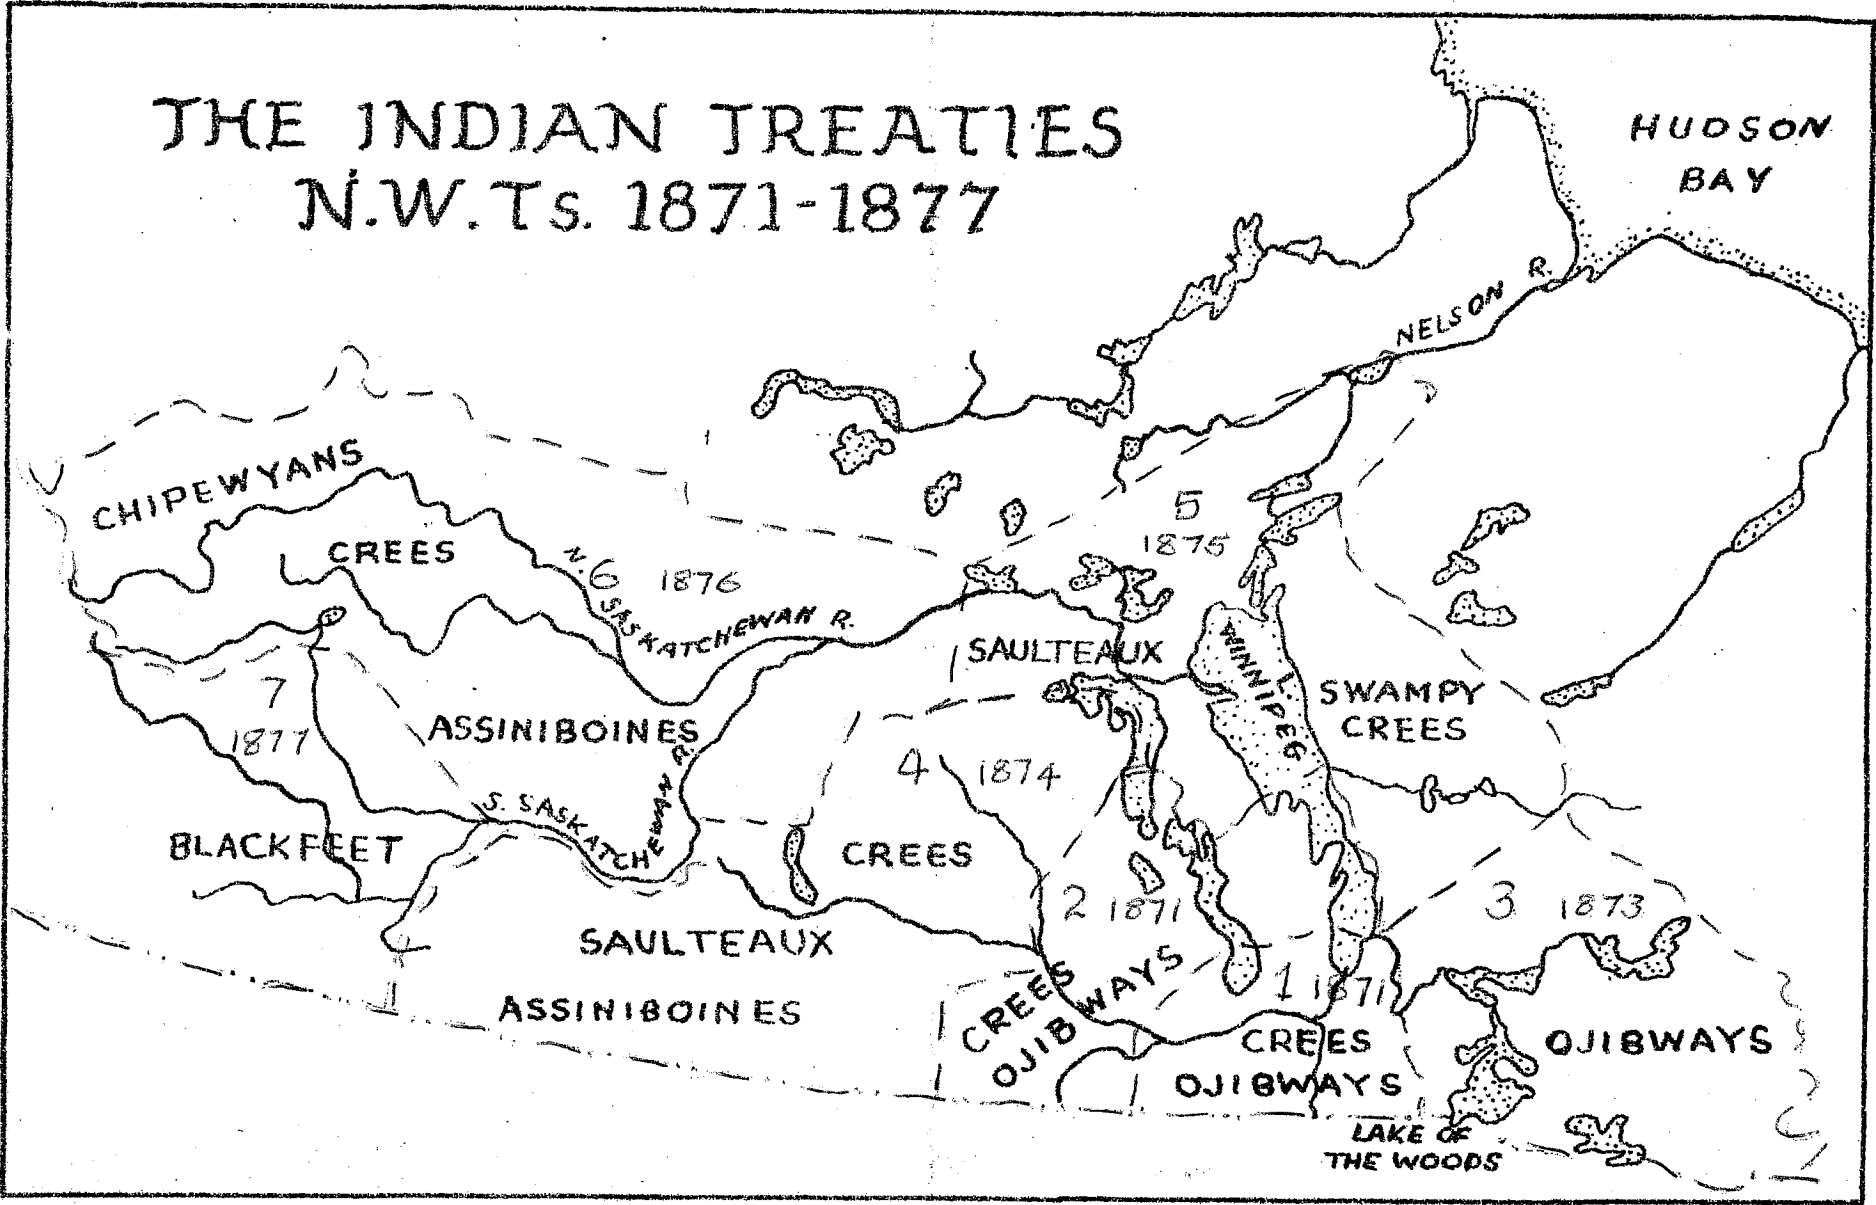 THE INDIAN TREATIES
N.W.Ts. 1871-1877
HUDSON
BAY
NELSON R.
CHIPEWYANS
CREES
N. SASKATCHEWAN R.
6 1876
5
1875
SAULTEAUX
WINNIPEG
SWAMPY
CREES
7
1877
ASSINIBOINES
S. SASKATCHEWAN R.
4 1874
BLACKFEET
CREES
2 1871
3 1873
SAULTEAUX
ASSINIBOINES
CREES
OJIBWAYS
1 1871
CREES
OJIBWAYS
OJIBWAYS
LAKE OF
THE WOODS